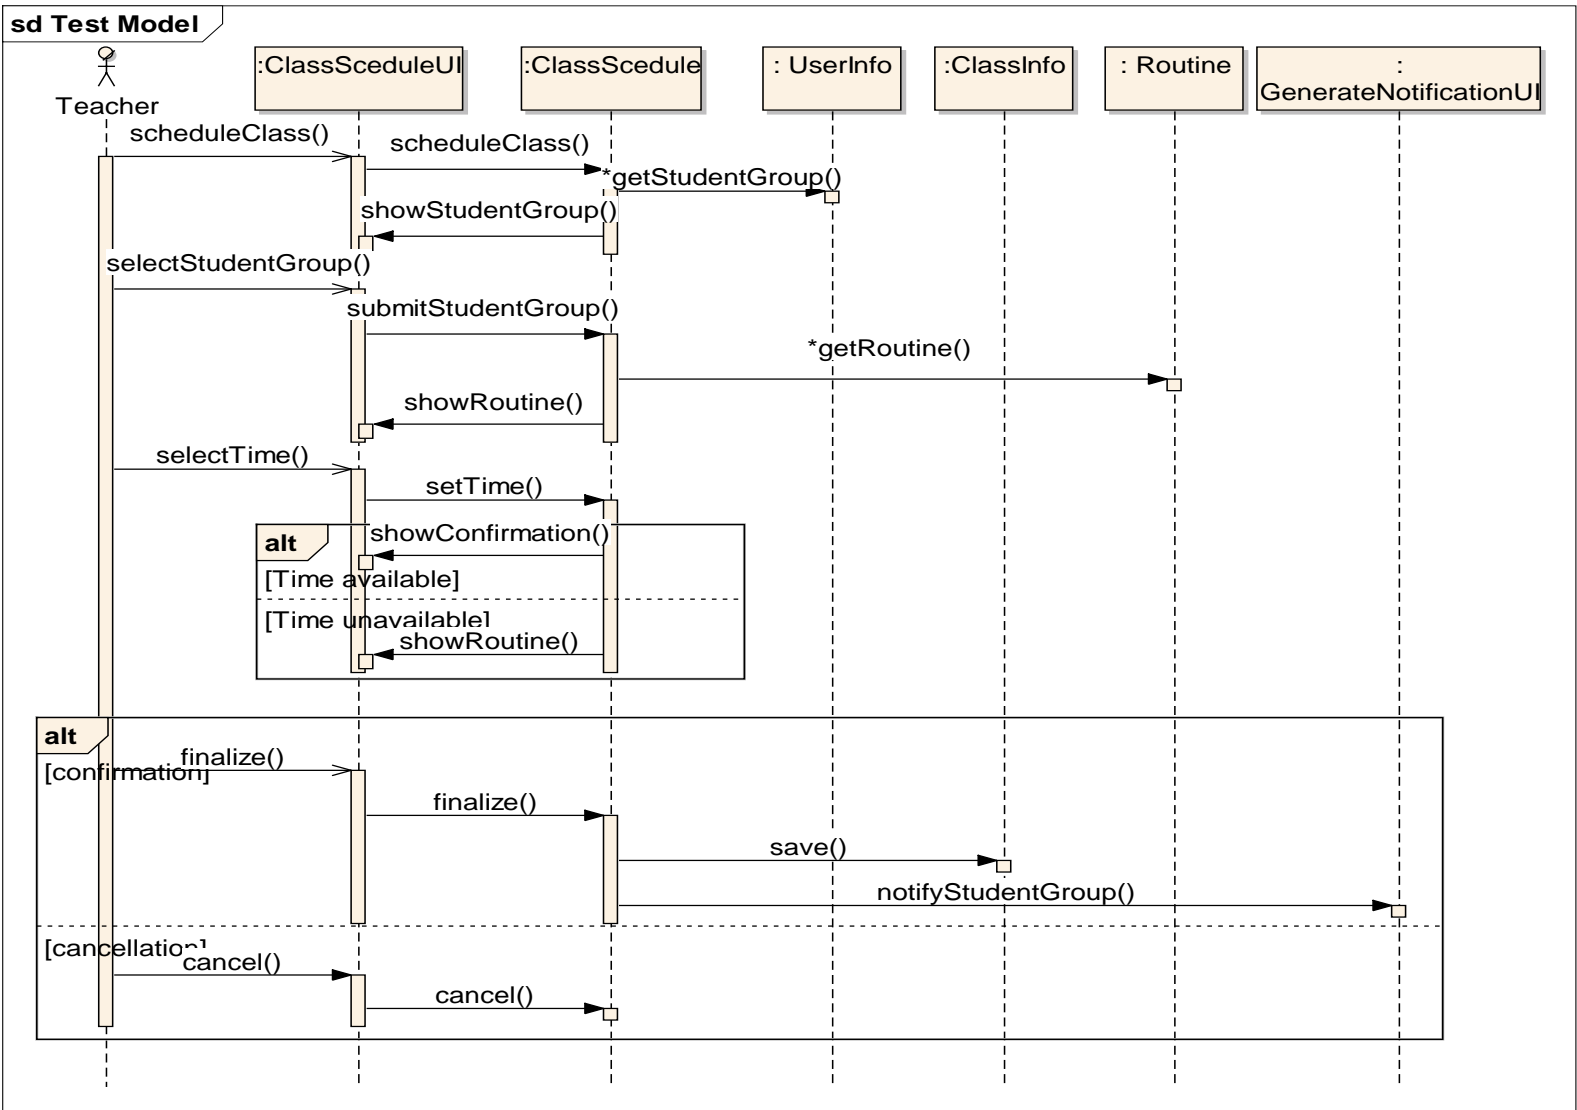 sd Test Model
Teacher
:ClassSceduleUI
:ClassScedule
: UserInfo
:ClassInfo
: Routine
:
GenerateNotificationUI
scheduleClass()
scheduleClass()
*getStudentGroup()
showStudentGroup()
selectStudentGroup()
submitStudentGroup()
*getRoutine()
showRoutine()
selectTime()
setTime()
alt
showConfirmation()
[Time available]
[Time unavailable]
showRoutine()
alt
finalize()
[confirmation]
finalize()
save()
notifyStudentGroup()
[cancellation]
cancel()
cancel()